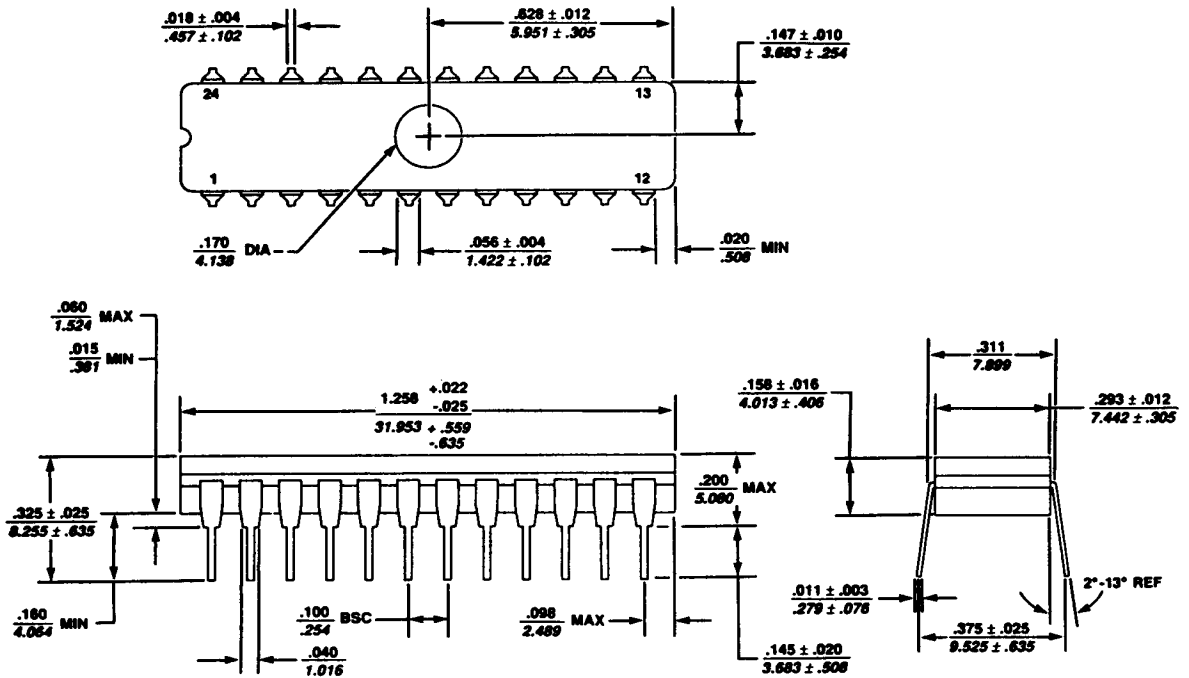 .018 ± .004
.457 ± .102
.628 ± .012
5.951 ± .305
.147 ± .010
3.683 ± .254
24
13
1
12
.170 DIA
4.138
.056 ± .004
1.422 ± .102
.020 MIN
.508
.060 MAX
1.524
.015 MIN
.381
1.258 +.022 -.025
31.953 + .559 -.635
.325 ± .025
8.255 ± .635
.200 MAX
5.080
.160 MIN
4.064
.100 BSC
.254
.098 MAX
2.489
.040
1.016
.145 ± .020
3.683 ± .508
.311
7.899
.158 ± .016
4.013 ± .406
.293 ± .012
7.442 ± .305
.011 ± .003
.279 ± .076
2°-13° REF
.375 ± .025
9.525 ± .635